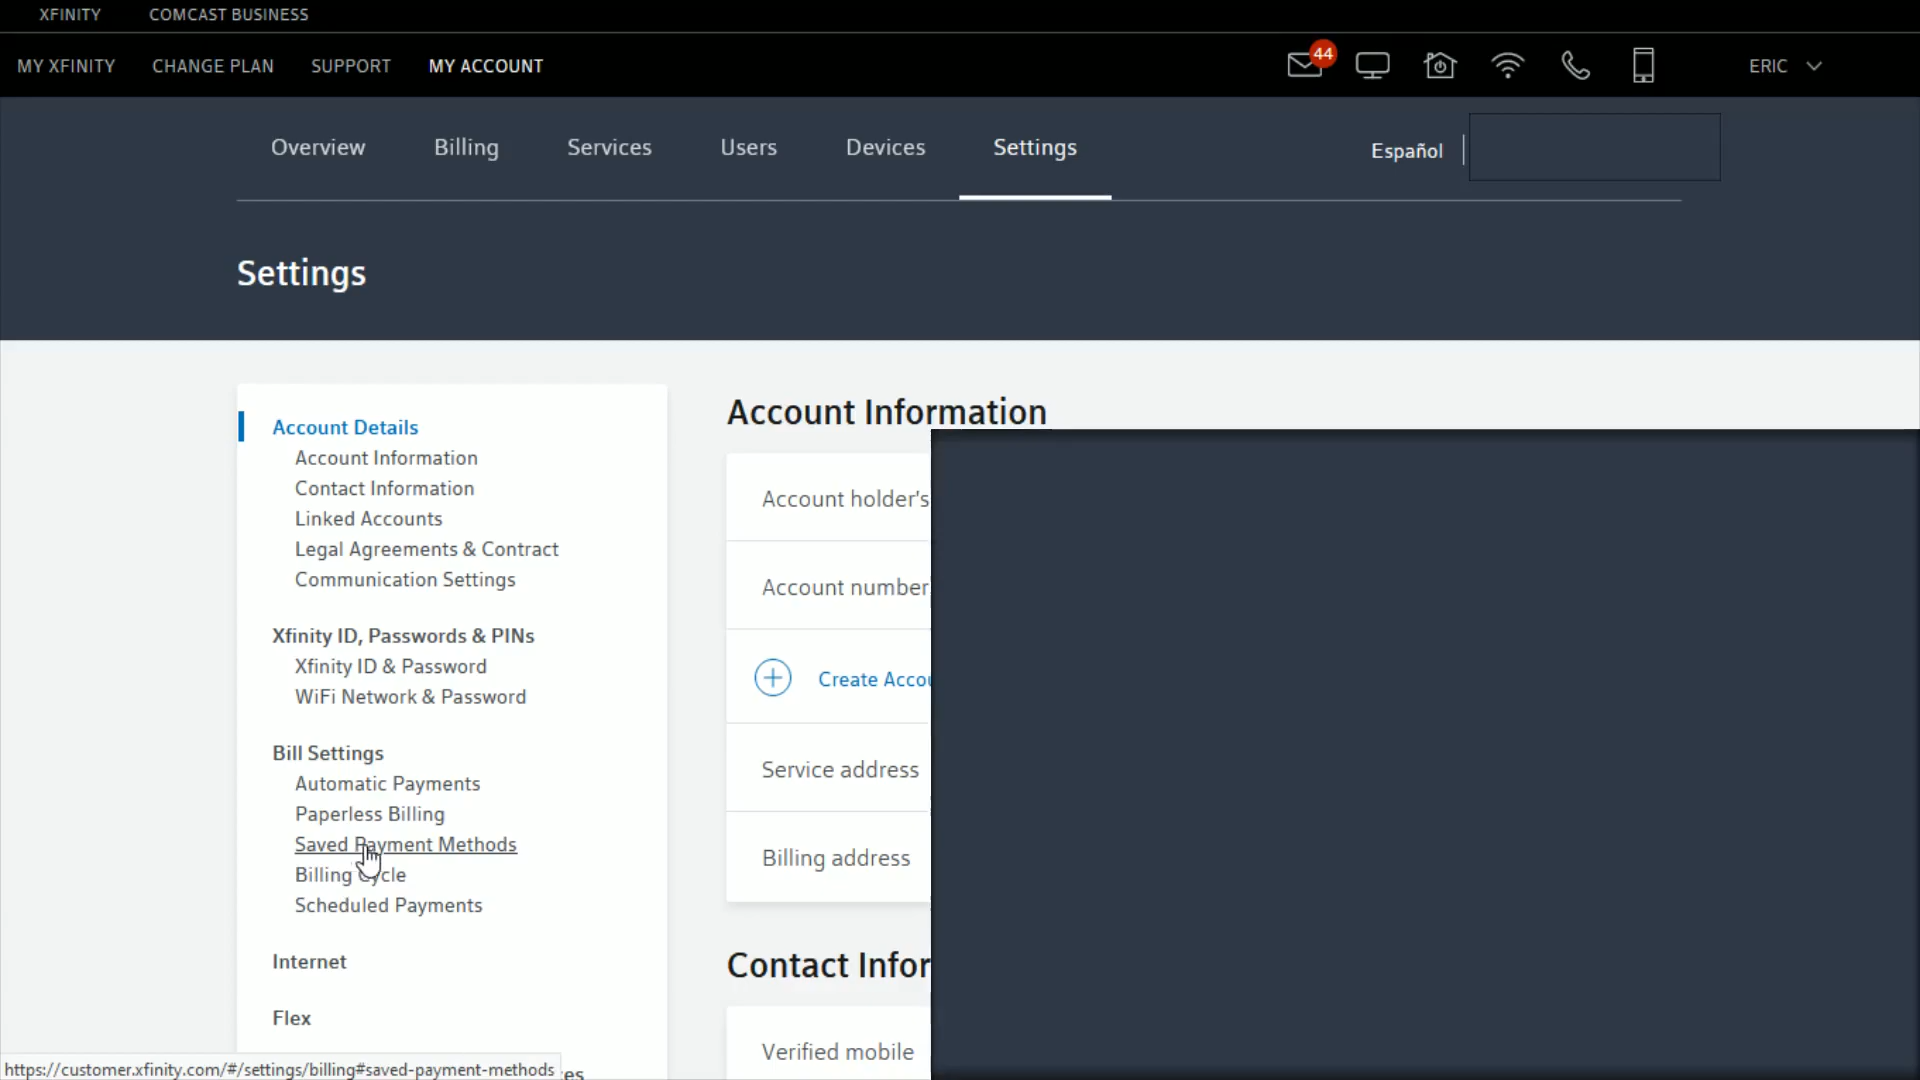 XFINITY COMCAST BUSINESS
MY XFINITY CHANGE PLAN SUPPORT MY ACCOUNT 44 ERIC
Overview Billing Services Users Devices Settings Español
Settings
Account Details
Account Information
Contact Information
Linked Accounts
Legal Agreements & Contract
Communication Settings
Xfinity ID, Passwords & PINs
Xfinity ID & Password
WiFi Network & Password
Bill Settings
Automatic Payments
Paperless Billing
Saved Payment Methods
Billing Cycle
Scheduled Payments
Internet
Flex
Account Information
Account holder's
Account number
Create Accou
Service address
Billing address
Contact Infor
Verified mobile
https://customer.xfinity.com/#/settings/billing#saved-payment-methods